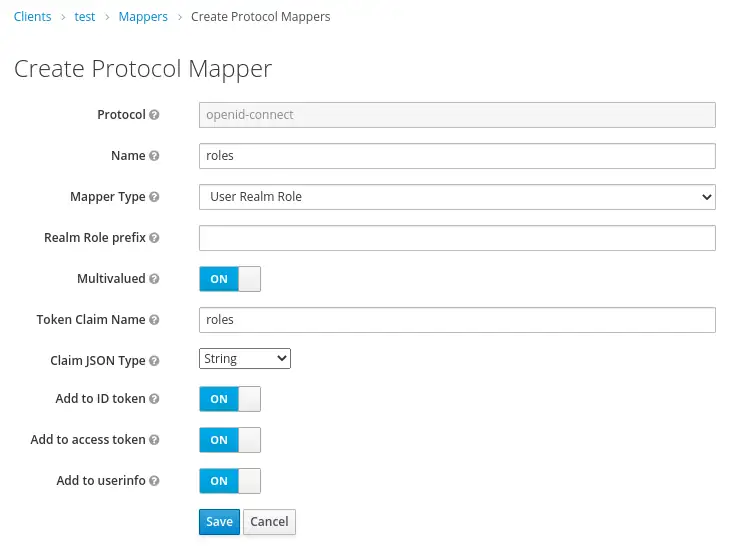 Clients > test > Mappers > Create Protocol Mappers
Create Protocol Mapper
Protocol ? openid-connect
Name ? roles
Mapper Type ? User Realm Role
Realm Role prefix ?
Multivalued ? ON
Token Claim Name ? roles
Claim JSON Type ? String
Add to ID token ? ON
Add to access token ? ON
Add to userinfo ? ON
Save Cancel